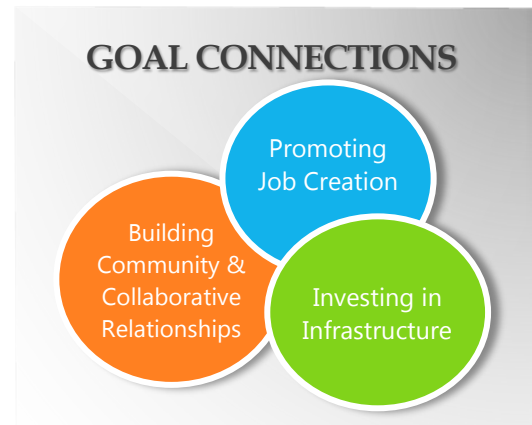 GOAL CONNECTIONS
Promoting
Job Creation
Building
Community &
Collaborative
Relationships
Investing in
Infrastructure